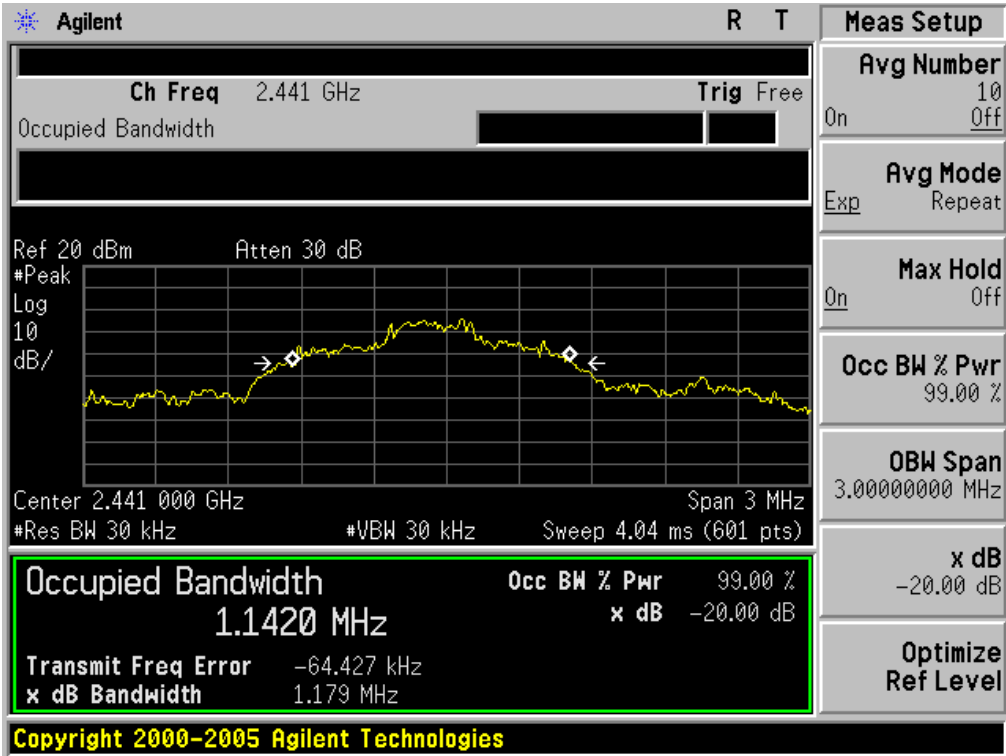 Agilent R T
Ch Freq 2.441 GHz Trig Free
Occupied Bandwidth
Ref 20 dBm Atten 30 dB
#Peak
Log
10
dB/
Center 2.441 000 GHz Span 3 MHz
#Res BW 30 kHz #VBW 30 kHz Sweep 4.04 ms (601 pts)
Occupied Bandwidth
1.1420 MHz
Occ BW % Pwr 99.00 %
x dB -20.00 dB
Transmit Freq Error -64.427 kHz
x dB Bandwidth 1.179 MHz
Copyright 2000-2005 Agilent Technologies
Meas Setup
Avg Number
10
On Off
Avg Mode
Exp Repeat
Max Hold
On Off
Occ BW % Pwr
99.00 %
OBW Span
3.00000000 MHz
x dB
-20.00 dB
Optimize
Ref Level